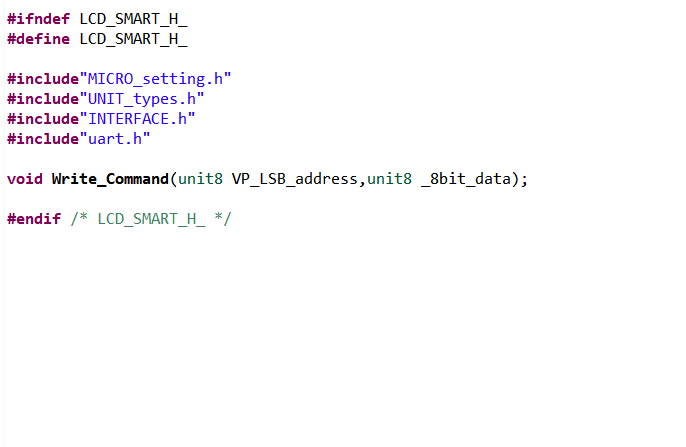 #ifndef LCD_SMART_H_
#define LCD_SMART_H_
#include"MICRO_setting.h"
#include"UNIT_types.h"
#include"INTERFACE.h"
#include"uart.h"
void Write_Command(unit8 VP_LSB_address,unit8 _8bit_data);
#endif /* LCD_SMART_H_ */